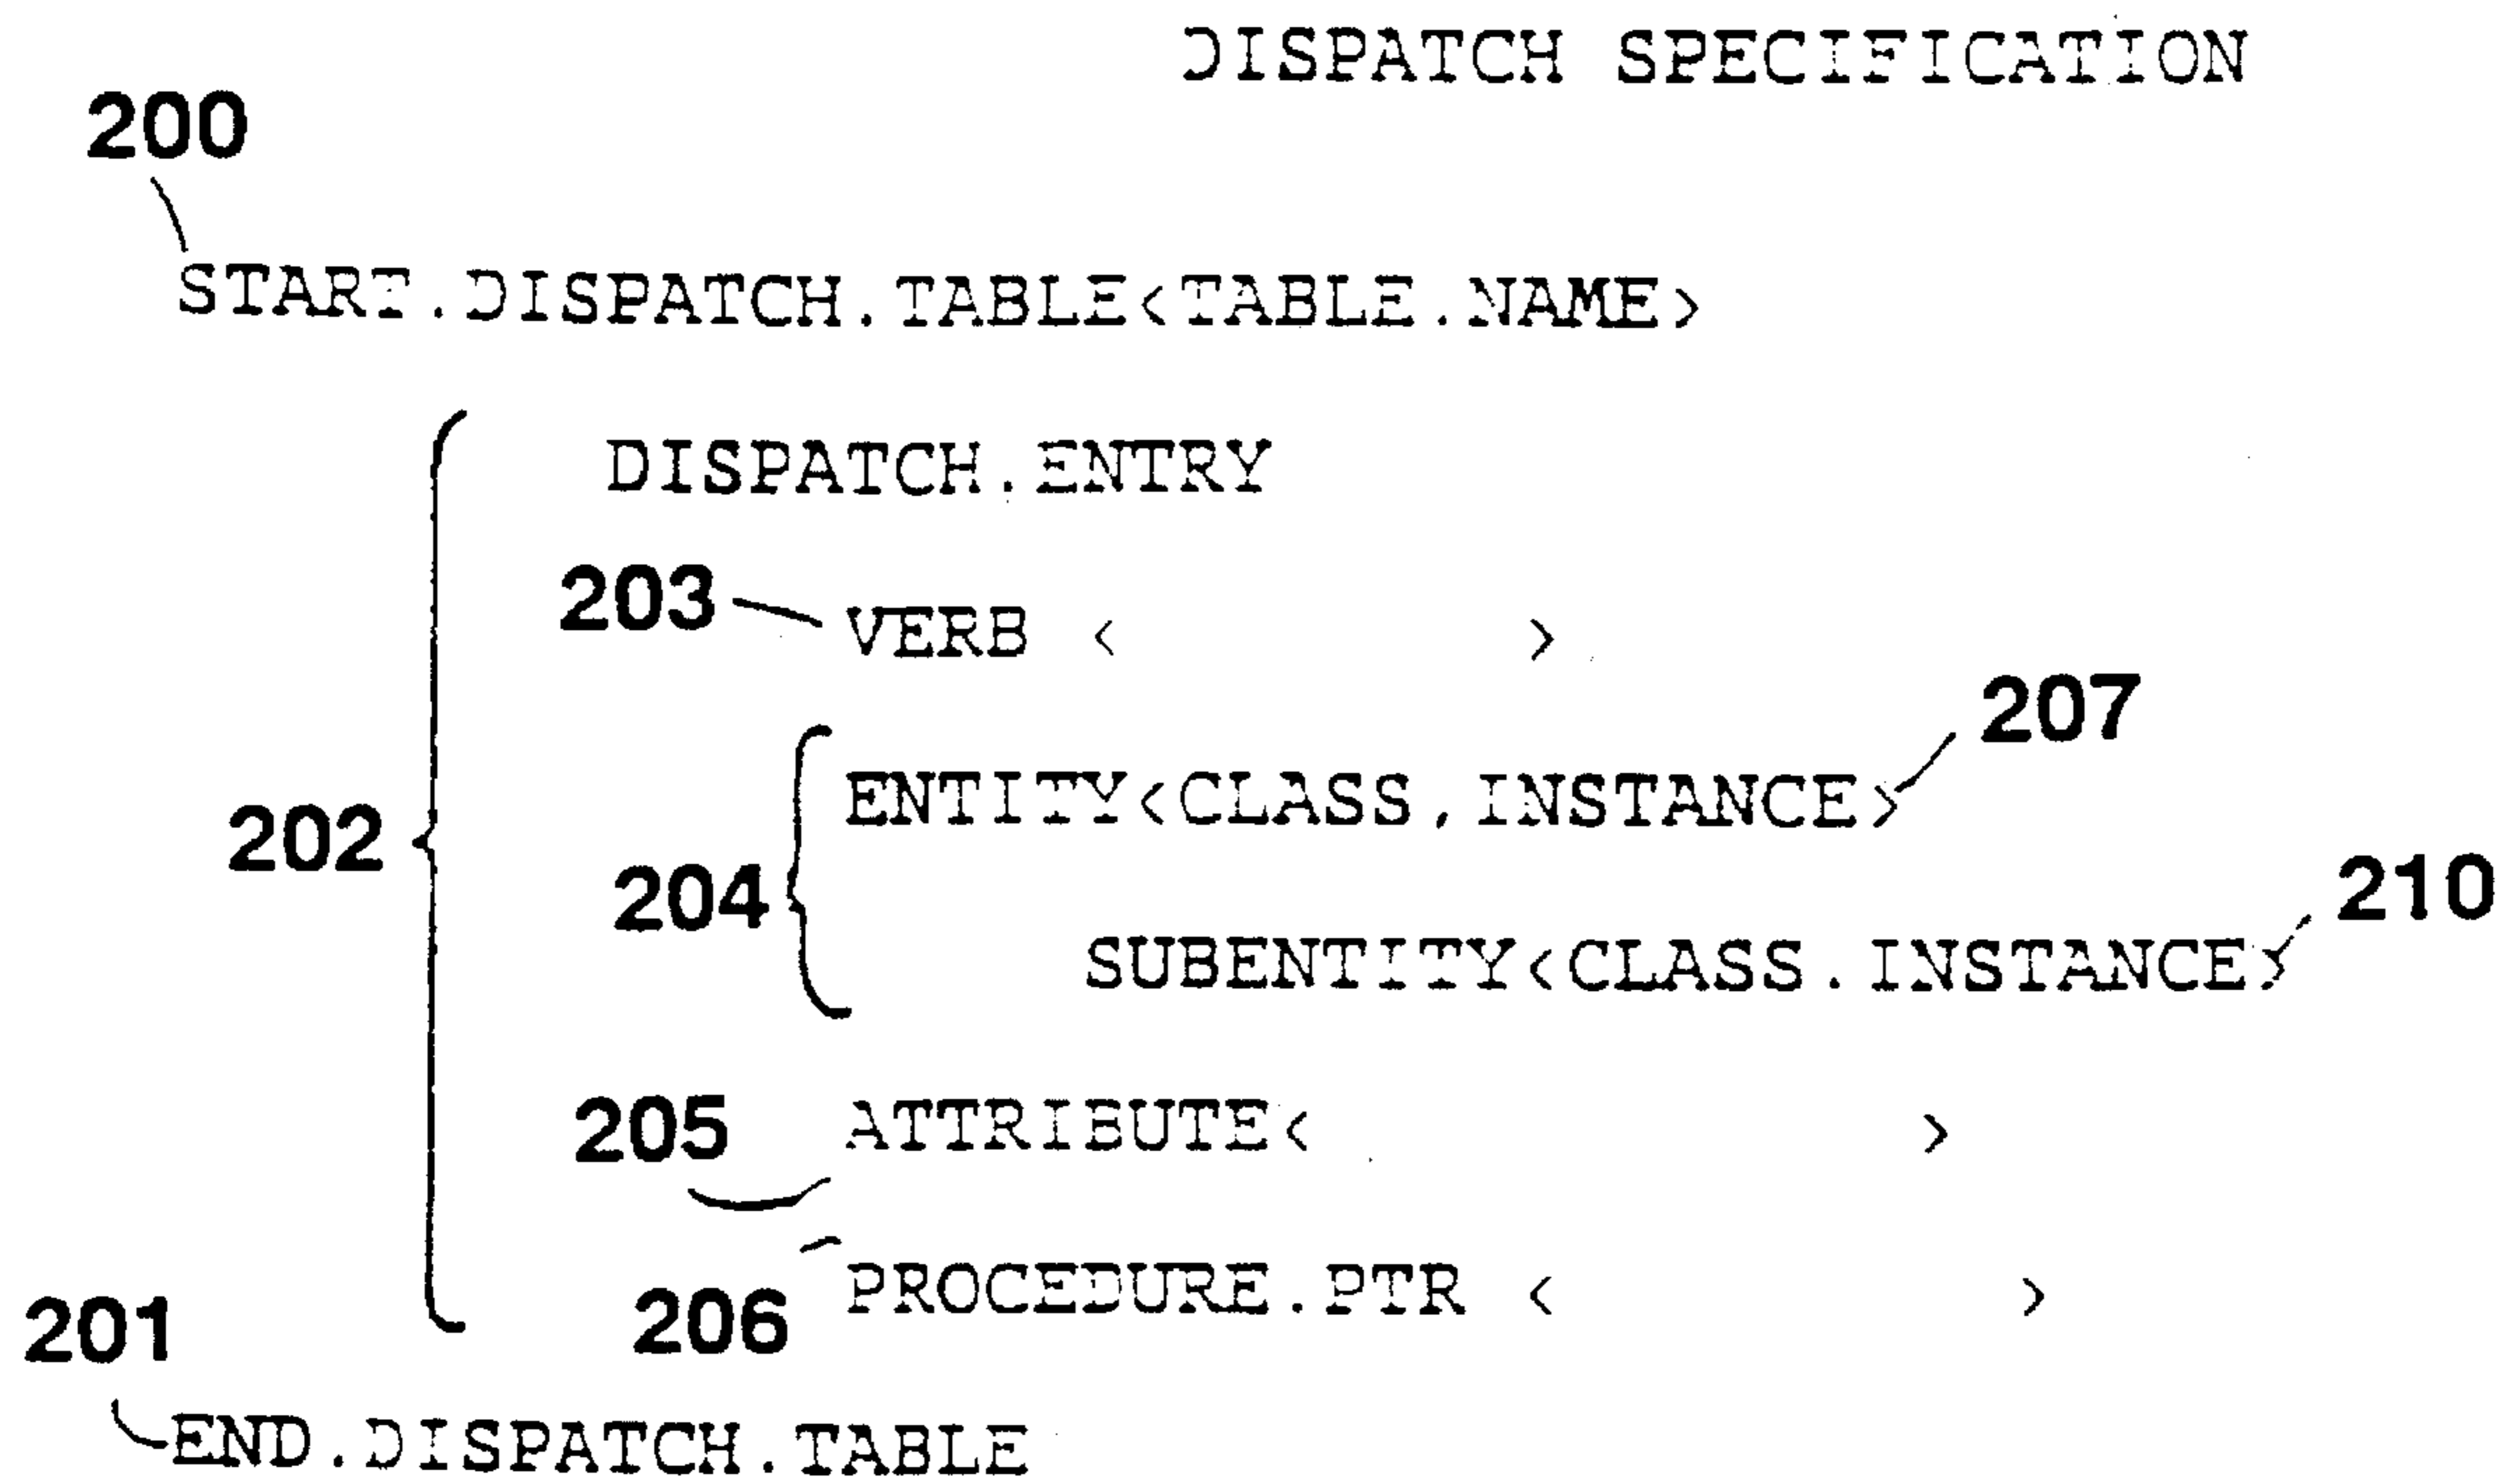 DISPATCH SPECIFICATION
200
START.DISPATCH.TABLE<TABLE.NAME>
DISPATCH.ENTRY
203 VERB < >
207
ENTITY<CLASS,INSTANCE>
202
204
210
SUBENTITY<CLASS.INSTANCE>
205 ATTRIBUTE< >
206 PROCEDURE.PTR < >
201
END.DISPATCH.TABLE